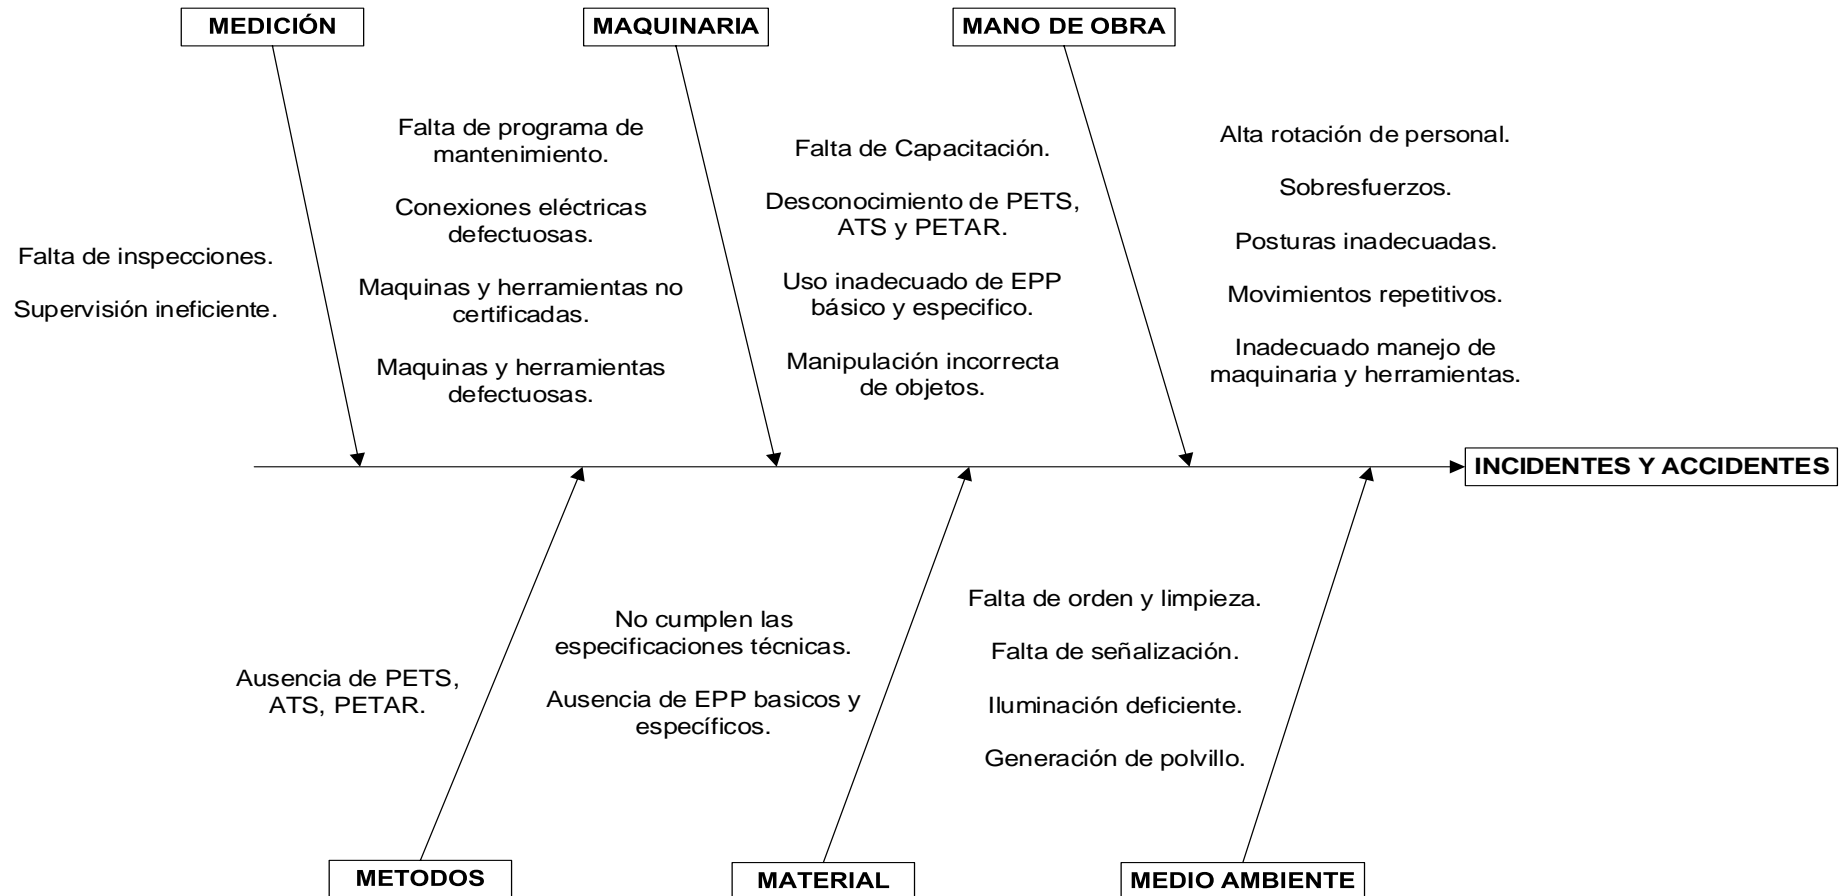 MEDICIÓN
MAQUINARIA
MANO DE OBRA
Falta de inspecciones.
Supervisión ineficiente.
Falta de programa de
mantenimiento.
Conexiones eléctricas
defectuosas.
Maquinas y herramientas no
certificadas.
Maquinas y herramientas
defectuosas.
Falta de Capacitación.
Desconocimiento de PETS,
ATS y PETAR.
Uso inadecuado de EPP
básico y especifico.
Manipulación incorrecta
de objetos.
Alta rotación de personal.
Sobresfuerzos.
Posturas inadecuadas.
Movimientos repetitivos.
Inadecuado manejo de
maquinaria y herramientas.
INCIDENTES Y ACCIDENTES
Ausencia de PETS,
ATS, PETAR.
No cumplen las
especificaciones técnicas.
Ausencia de EPP basicos y
específicos.
Falta de orden y limpieza.
Falta de señalización.
Iluminación deficiente.
Generación de polvillo.
METODOS
MATERIAL
MEDIO AMBIENTE